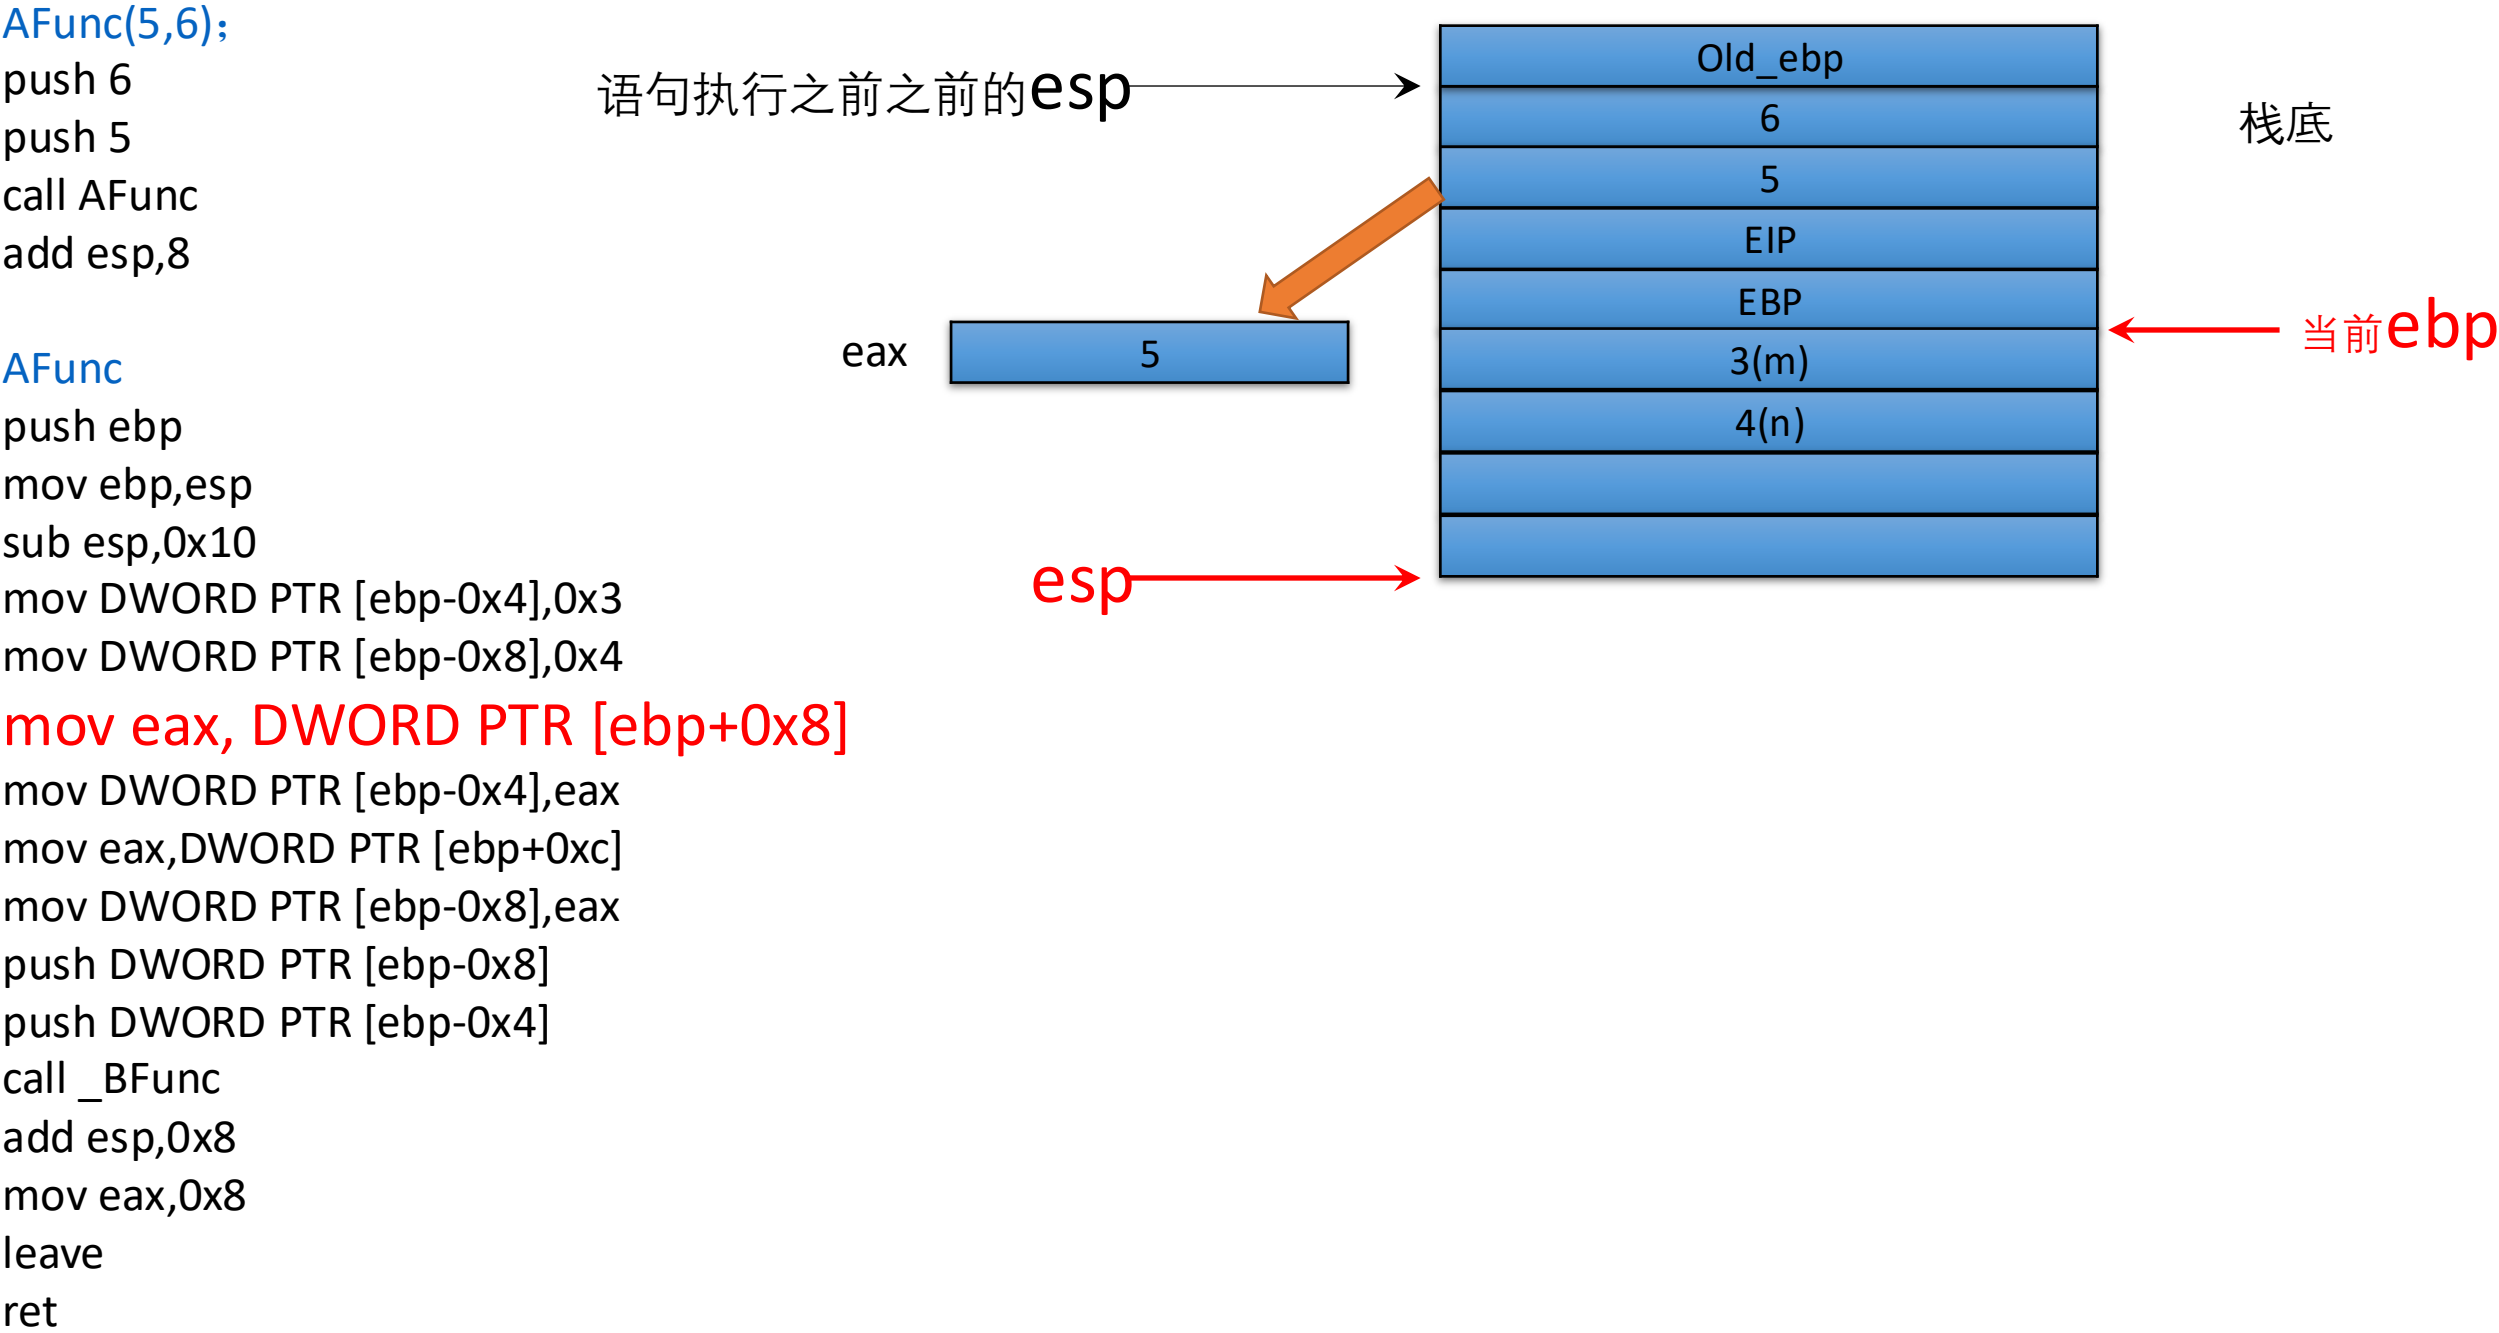 AFunc(5,6);
push 6
push 5
call AFunc
add esp,8
AFunc
push ebp
mov ebp,esp
sub esp,0x10
mov DWORD PTR [ebp-0x4],0x3
mov DWORD PTR [ebp-0x8],0x4
mov eax, DWORD PTR [ebp+0x8]
mov DWORD PTR [ebp-0x4],eax
mov eax,DWORD PTR [ebp+0xc]
mov DWORD PTR [ebp-0x8],eax
push DWORD PTR [ebp-0x8]
push DWORD PTR [ebp-0x4]
call _BFunc
add esp,0x8
mov eax,0x8
leave
ret
语句执行之前之前的esp
eax
5
esp
Old_ebp
6
5
EIP
EBP
3(m)
4(n)
栈底
当前ebp